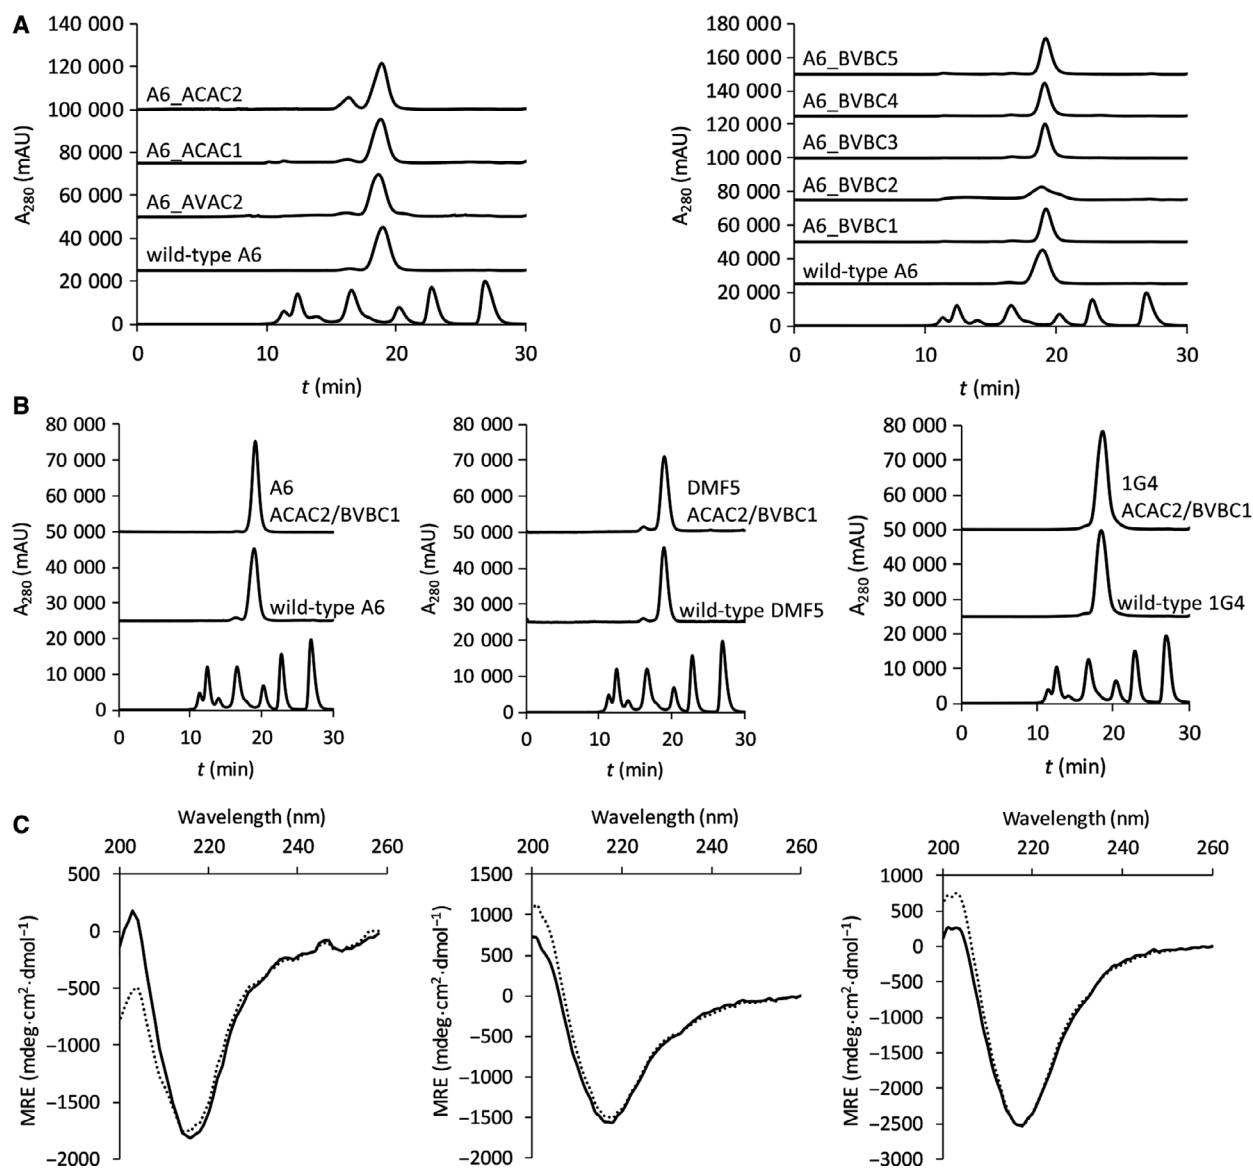 A
140 000
120 000
100 000
80 000
60 000
40 000
20 000
0
A280 (mAU)
A6_ACAC2
A6_ACAC1
A6_AVAC2
wild-type A6
0 10 20 30
t (min)
180 000
160 000
140 000
120 000
100 000
80 000
60 000
40 000
20 000
0
A280 (mAU)
A6_BVBC5
A6_BVBC4
A6_BVBC3
A6_BVBC2
A6_BVBC1
wild-type A6
0 10 20 30
t (min)
B
80 000
70 000
60 000
50 000
40 000
30 000
20 000
10 000
0
A280 (mAU)
A6
ACAC2/BVBC1
wild-type A6
0 10 20 30
t (min)
80 000
70 000
60 000
50 000
40 000
30 000
20 000
10 000
0
A280 (mAU)
DMF5
ACAC2/BVBC1
wild-type DMF5
0 10 20 30
t (min)
80 000
70 000
60 000
50 000
40 000
30 000
20 000
10 000
0
A280 (mAU)
1G4
ACAC2/BVBC1
wild-type 1G4
0 10 20 30
t (min)
C
Wavelength (nm)
200 220 240 260
500
0
−500
−1000
−1500
−2000
MRE (mdeg·cm2·dmol−1)
Wavelength (nm)
200 220 240 260
1500
1000
500
0
−500
−1000
−1500
−2000
MRE (mdeg·cm2·dmol−1)
Wavelength (nm)
200 220 240 260
1000
500
0
−500
−1000
−1500
−2000
−2500
−3000
MRE (mdeg·cm2·dmol−1)